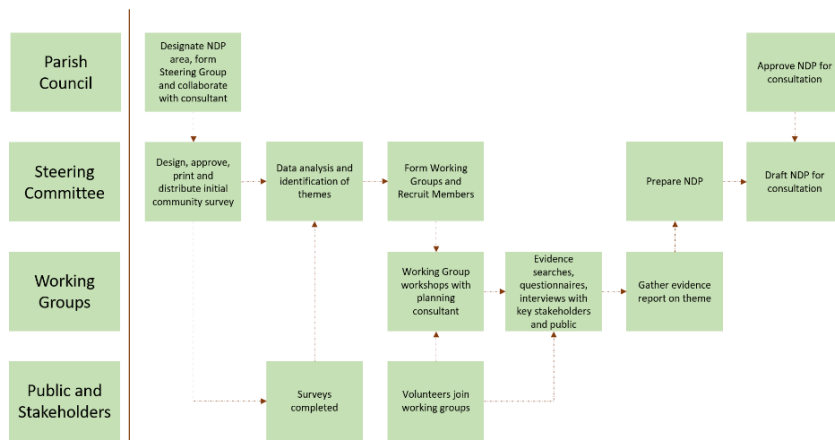 Parish
Council
Designate NDP
area, form
Steering Group
and collaborate
with consultant
Approve NDP for
consultation
Steering
Committee
Design, approve,
print and
distribute initial
community survey
Data analysis and
identification of
themes
Form Working
Groups and
Recruit Members
Prepare NDP
Draft NDP for
consultation
Working
Groups
Working Group
workshops with
planning
consultant
Evidence
searches,
questionnaires,
interviews with
key stakeholders
and public
Gather evidence
report on theme
Public and
Stakeholders
Surveys
completed
Volunteers join
working groups